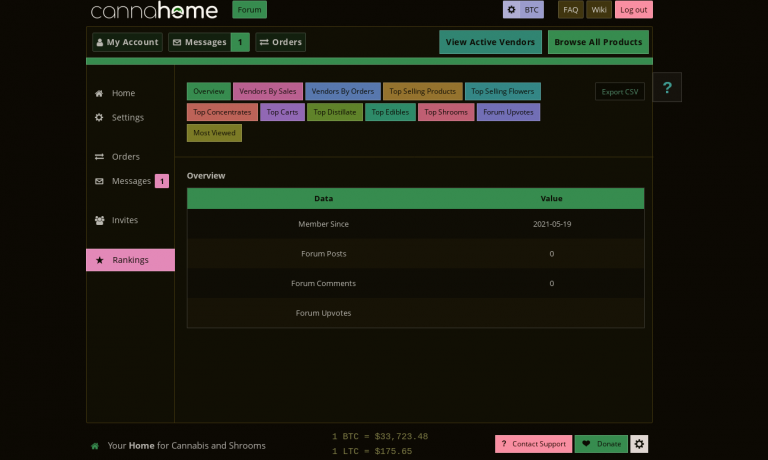 cannahome Forum BTC FAQ Wiki Log out
My Account Messages 1 Orders View Active Vendors Browse All Products
Home
Settings
Orders
Messages 1
Invites
Rankings
Overview Vendors By Sales Vendors By Orders Top Selling Products Top Selling Flowers Export CSV ?
Top Concentrates Top Carts Top Distillate Top Edibles Top Shrooms Forum Upvotes
Most Viewed
Overview
Data Value
Member Since 2021-05-19
Forum Posts 0
Forum Comments 0
Forum Upvotes
Your Home for Cannabis and Shrooms
1 BTC = $33,723.48
1 LTC = $175.65
? Contact Support Donate